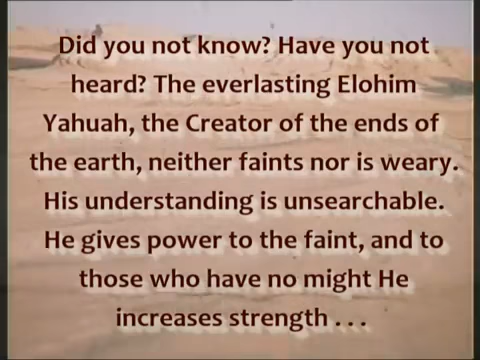 Did you not know? Have you not
heard? The everlasting Elohim
Yahuah, the Creator of the ends of
the earth, neither faints nor is weary.
His understanding is unsearchable.
He gives power to the faint, and to
those who have no might He
increases strength . . .